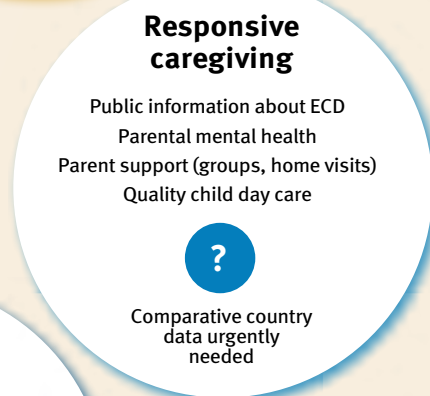 Responsive
caregiving
Public information about ECD
Parental mental health
Parent support (groups, home visits)
Quality child day care
?
Comparative country
data urgently
needed